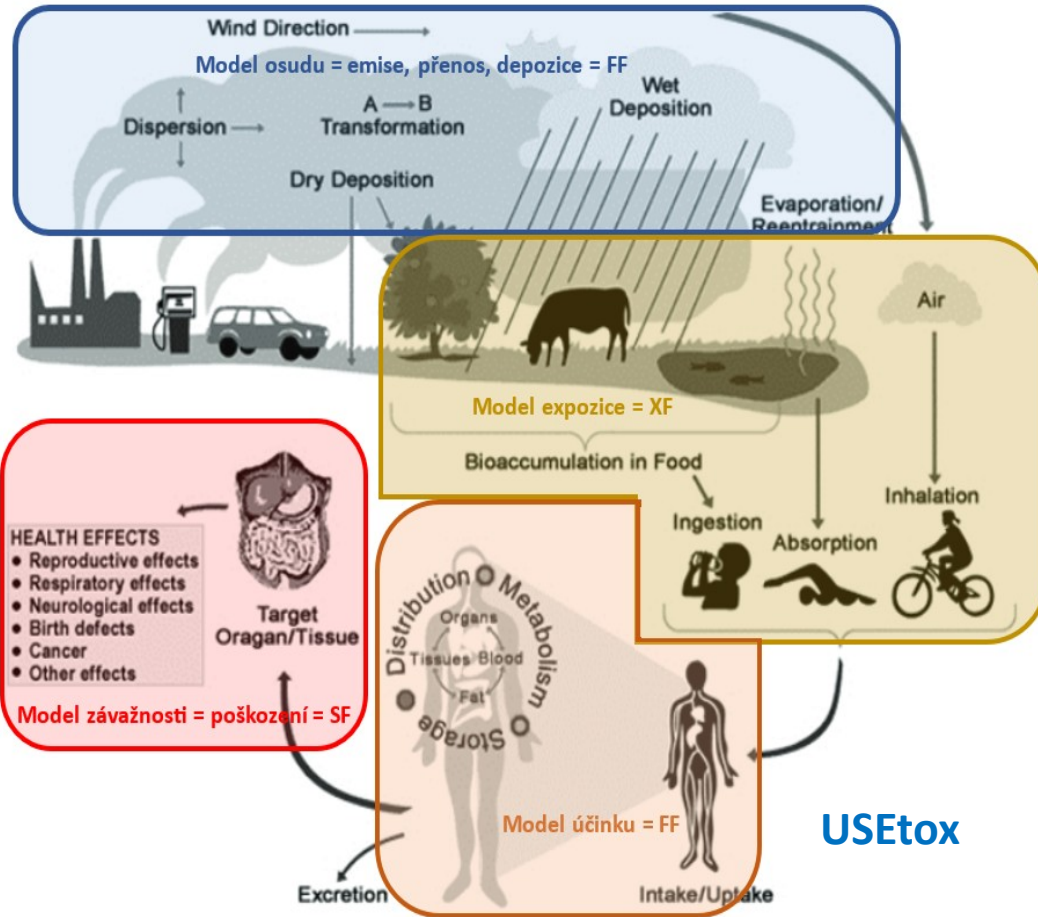 Wind Direction
Model osudu = emise, přenos, depozice = FF
Wet
Deposition
A → B
Transformation
Dispersion
Dry Deposition
Evaporation/
Reentrainment
Air
Model expozice = XF
Bioaccumulation in Food
Ingestion
Absorption
Inhalation
HEALTH EFFECTS
• Reproductive effects
• Respiratory effects
• Neurological effects
• Birth defects
• Cancer
• Other effects
Target
Oragan/Tissue
Model závažnosti = poškození = SF
Distribution
Metabolism
Storage
Organs
Tissues
Blood
Fat
Model účinku = FF
USEtox
Excretion
Intake/Uptake